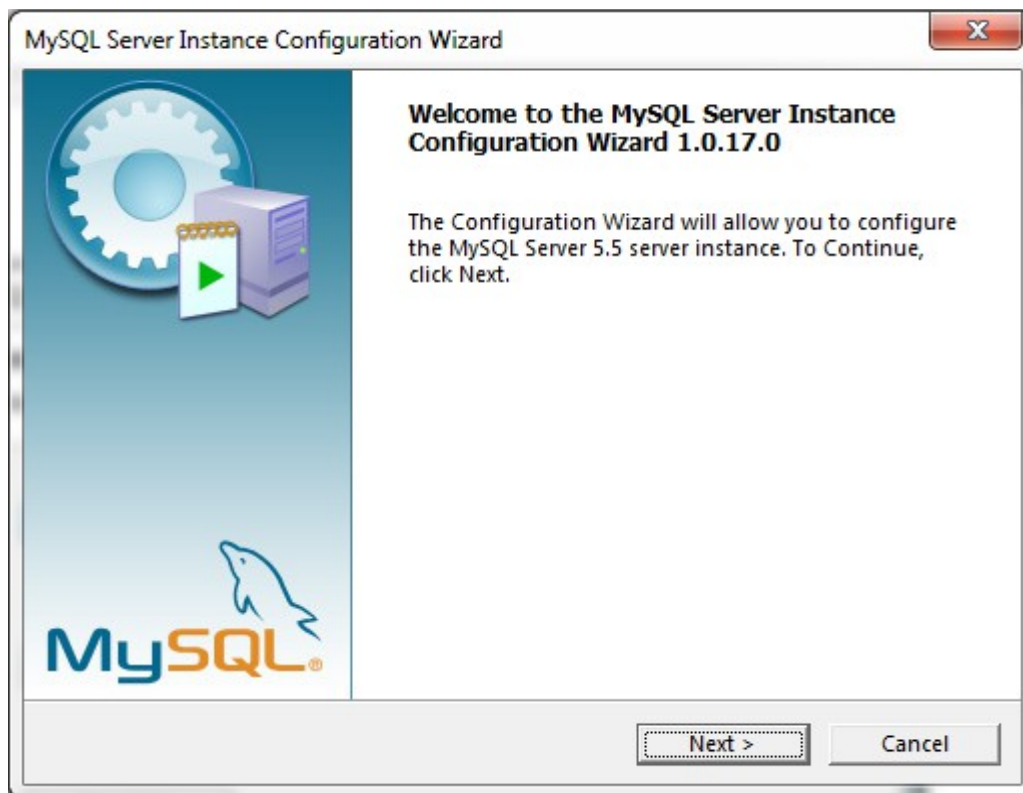 MySQL Server Instance Configuration Wizard
Welcome to the MySQL Server Instance
Configuration Wizard 1.0.17.0
The Configuration Wizard will allow you to configure
the MySQL Server 5.5 server instance. To Continue,
click Next.
MySQL®
Next >
Cancel